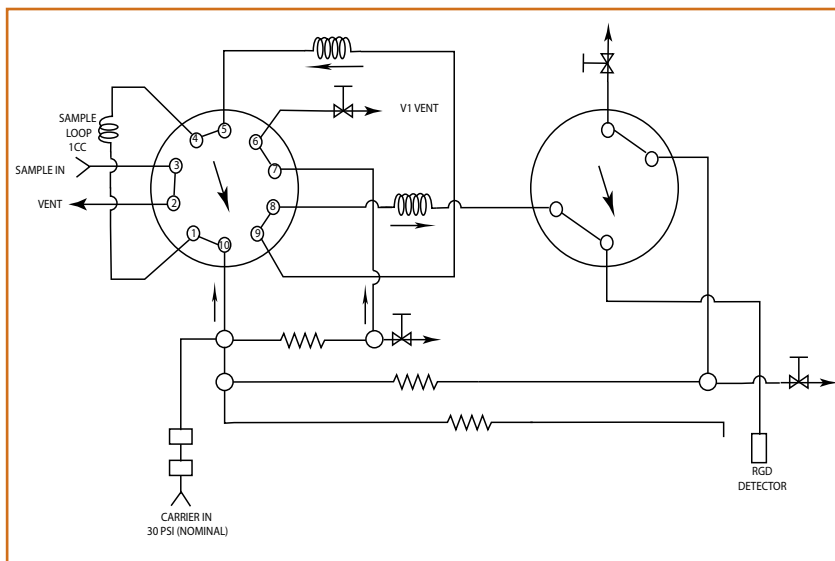 SAMPLE
LOOP
1CC
SAMPLE IN
VENT
4
5
3
6
7
2
8
1
10
9
V1 VENT
RGD
DETECTOR
CARRIER IN
30 PSI (NOMINAL)